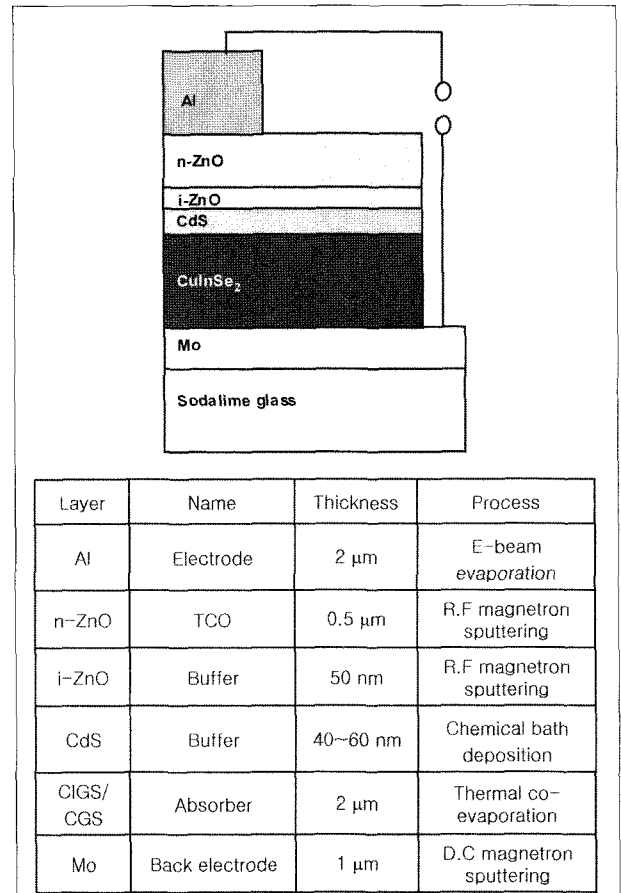 Al
n-ZnO
i-ZnO
CdS
CuInSe₂
Mo
Sodalime glass
Layer Name Thickness Process
Al Electrode 2 μm E-beam
evaporation
n-ZnO TCO 0.5 μm R.F magnetron
sputtering
i-ZnO Buffer 50 nm R.F magnetron
sputtering
CdS Buffer 40~60 nm Chemical bath
deposition
CIGS/
CGS Absorber 2 μm Thermal co-
evaporation
Mo Back electrode 1 μm D.C magnetron
sputtering